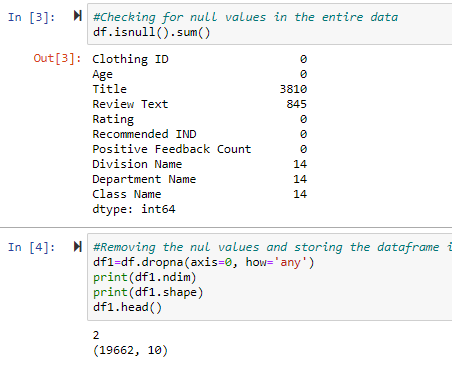 In [3]: #Checking for null values in the entire data
df.isnull().sum()
Out[3]: Clothing ID 0
Age 0
Title 3810
Review Text 845
Rating 0
Recommended IND 0
Positive Feedback Count 0
Division Name 14
Department Name 14
Class Name 14
dtype: int64
In [4]: #Removing the nul values and storing the dataframe i
df1=df.dropna(axis=0, how='any')
print(df1.ndim)
print(df1.shape)
df1.head()
2
(19662, 10)